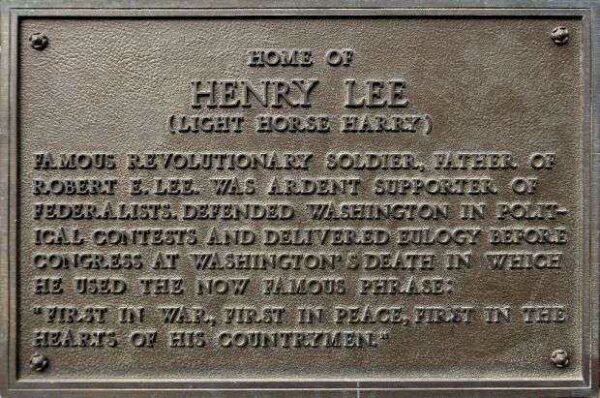 HOME OF
HENRY LEE
(LIGHT HORSE HARRY)
FAMOUS REVOLUTIONARY SOLDIER, FATHER OF
ROBERT E. LEE. WAS ARDENT SUPPORTER OF
FEDERALISTS. DEFENDED WASHINGTON IN POLIT-
ICAL CONTESTS AND DELIVERED EULOGY BEFORE
CONGRESS AT WASHINGTON'S DEATH IN WHICH
HE USED THE NOW FAMOUS PHRASE:
"FIRST IN WAR, FIRST IN PEACE, FIRST IN THE
HEARTS OF HIS COUNTRYMEN."